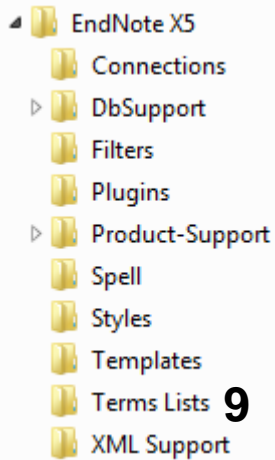 EndNote X5
Connections
DbSupport
Filters
Plugins
Product-Support
Spell
Styles
Templates
Terms Lists 9
XML Support